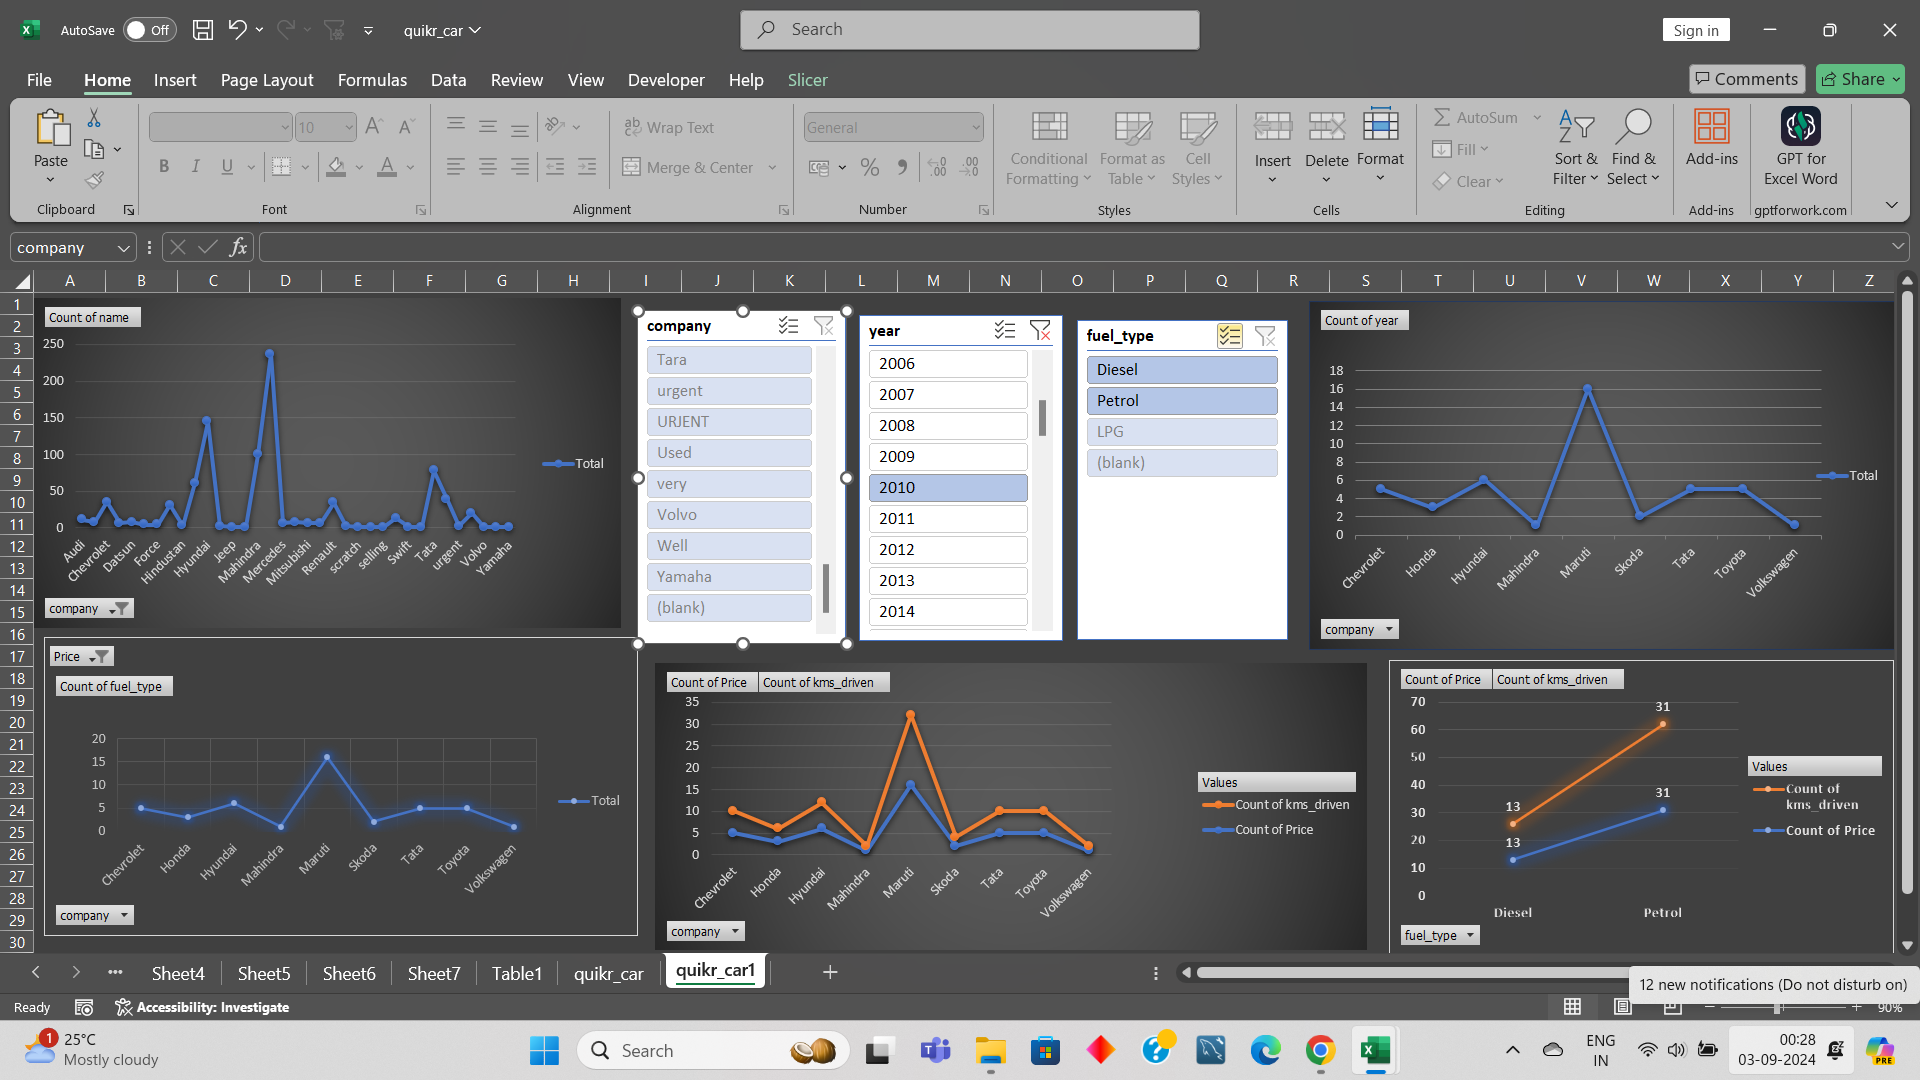 AutoSave Off quikr_car Search Sign in
File Home Insert Page Layout Formulas Data Review View Developer Help Slicer Comments Share
Paste 10 Wrap Text General Conditional Format as Cell Insert Delete Format AutoSum Sort & Find & Add-ins GPT for
B I U Merge & Center % Formatting Table Styles Fill Clear Filter Select Excel Word
Clipboard Font Alignment Number Styles Cells Editing Add-ins gptforwork.com
company fx
A B C D E F G H I J K L M N O P Q R S T U V W X Y Z
1
2
3
4
5
6
7
8
9
10
11
12
13
14
15
16
17
18
19
20
21
22
23
24
25
26
27
28
29
30
Count of name
250
200
150
100
50
0
Total
Audi Chevrolet Datsun Force Hindustan Hyundai Jeep Mahindra Mercedes Mitsubishi Renault scratch selling Swift Tata urgent Volvo Yamaha
company
company
Tara
urgent
URJENT
Used
very
Volvo
Well
Yamaha
(blank)
year
2006
2007
2008
2009
2010
2011
2012
2013
2014
fuel_type
Diesel
Petrol
LPG
(blank)
Count of year
18
16
14
12
10
8
6
4
2
0
Total
Chevrolet Honda Hyundai Mahindra Maruti Skoda Tata Toyota Volkswagen
company
Price
Count of fuel_type
20
15
10
5
0
Total
Chevrolet Honda Hyundai Mahindra Maruti Skoda Tata Toyota Volkswagen
company
Count of Price Count of kms_driven
35
30
25
20
15
10
5
0
Values
Count of kms_driven
Count of Price
Chevrolet Honda Hyundai Mahindra Maruti Skoda Tata Toyota Volkswagen
company
Count of Price Count of kms_driven
70
60
50
40
30
20
10
0
31
31
13
13
Values
Count of
kms_driven
Count of Price
Diesel Petrol
fuel_type
Sheet4 Sheet5 Sheet6 Sheet7 Table1 quikr_car quikr_car1
12 new notifications (Do not disturb on)
Ready Accessibility: Investigate 90%
1 25°C
Mostly cloudy
Search
ENG
IN
00:28
03-09-2024
PRE